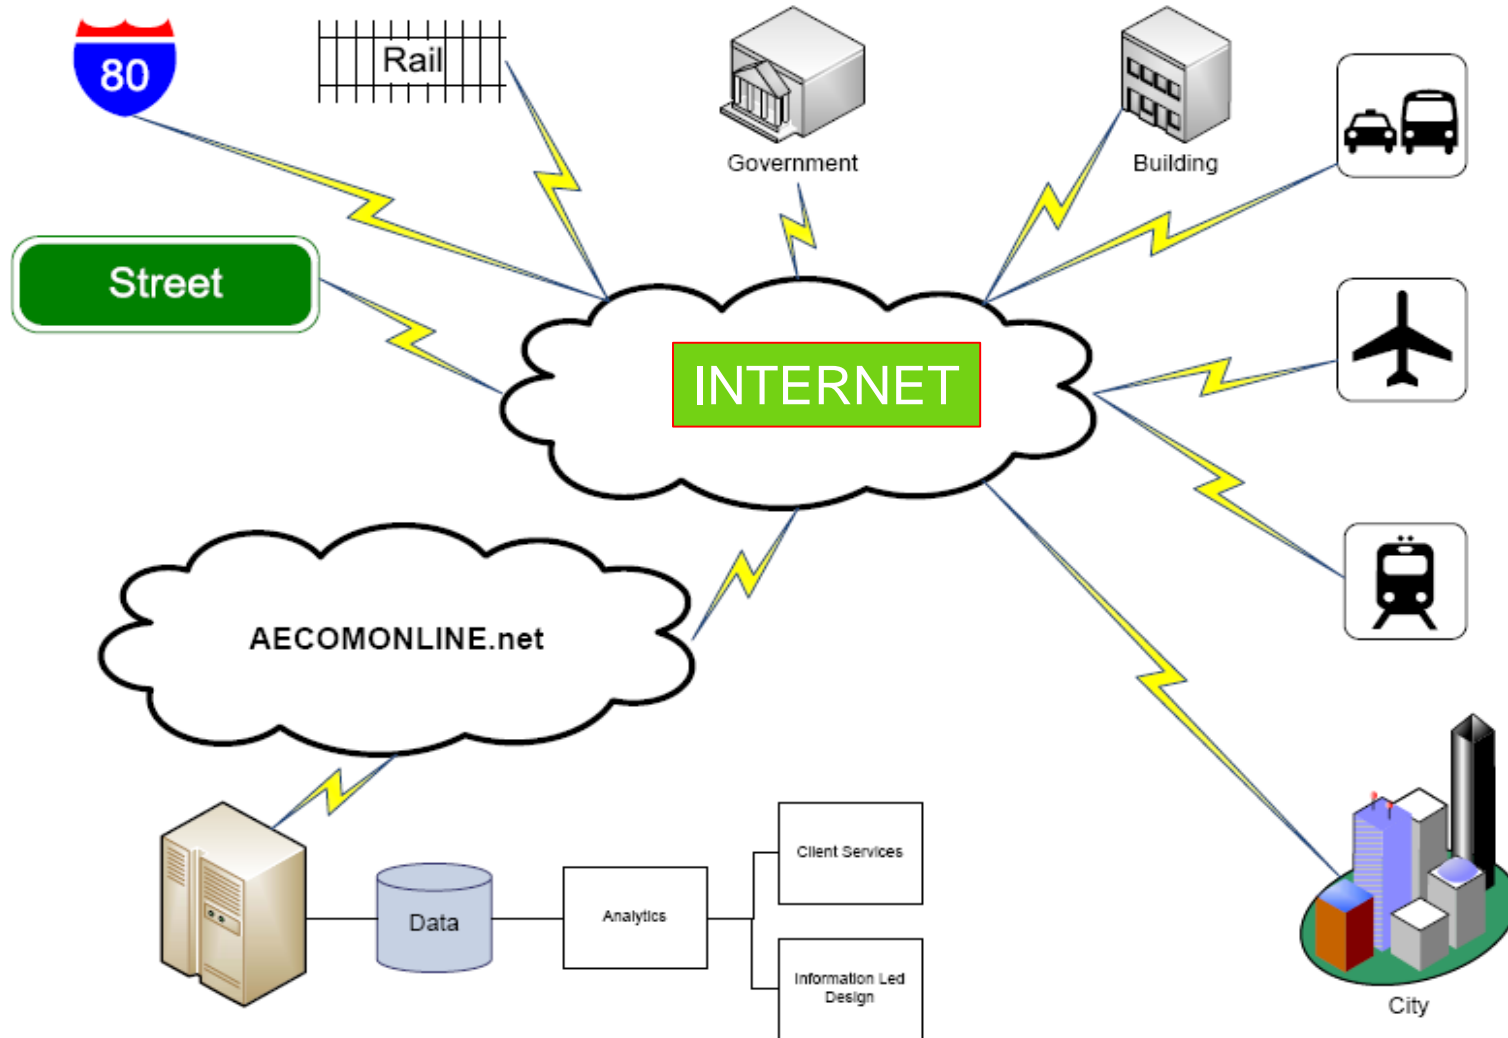 80
Rail
Government
Building
Street
INTERNET
AECOMONLINE.net
Client Services
Data
Analytics
Information Led
Design
City